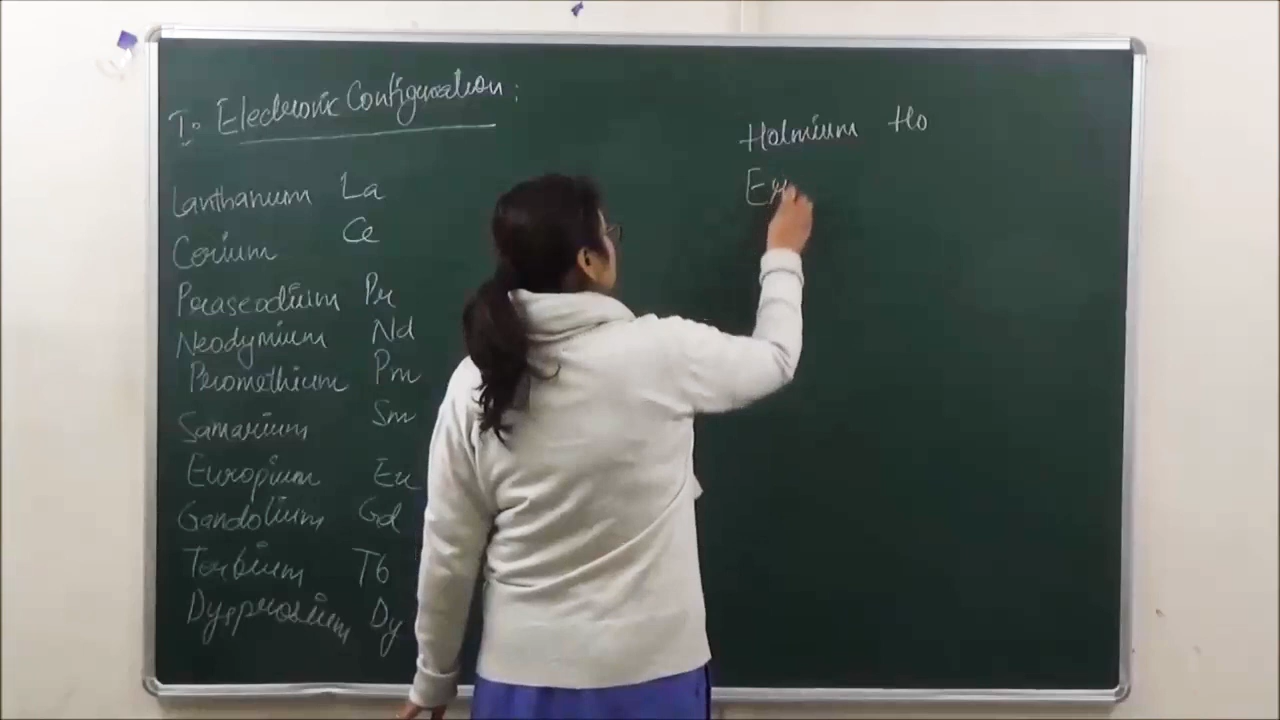 I. Electronic Configuration:
Lanthanum La
Cerium Ce
Praseodium Pr
Neodymium Nd
Promethium Pm
Samarium Sm
Europium Eu
Gandolium Gd
Terbium Tb
Dysprosium Dy
Holmium Ho
Er